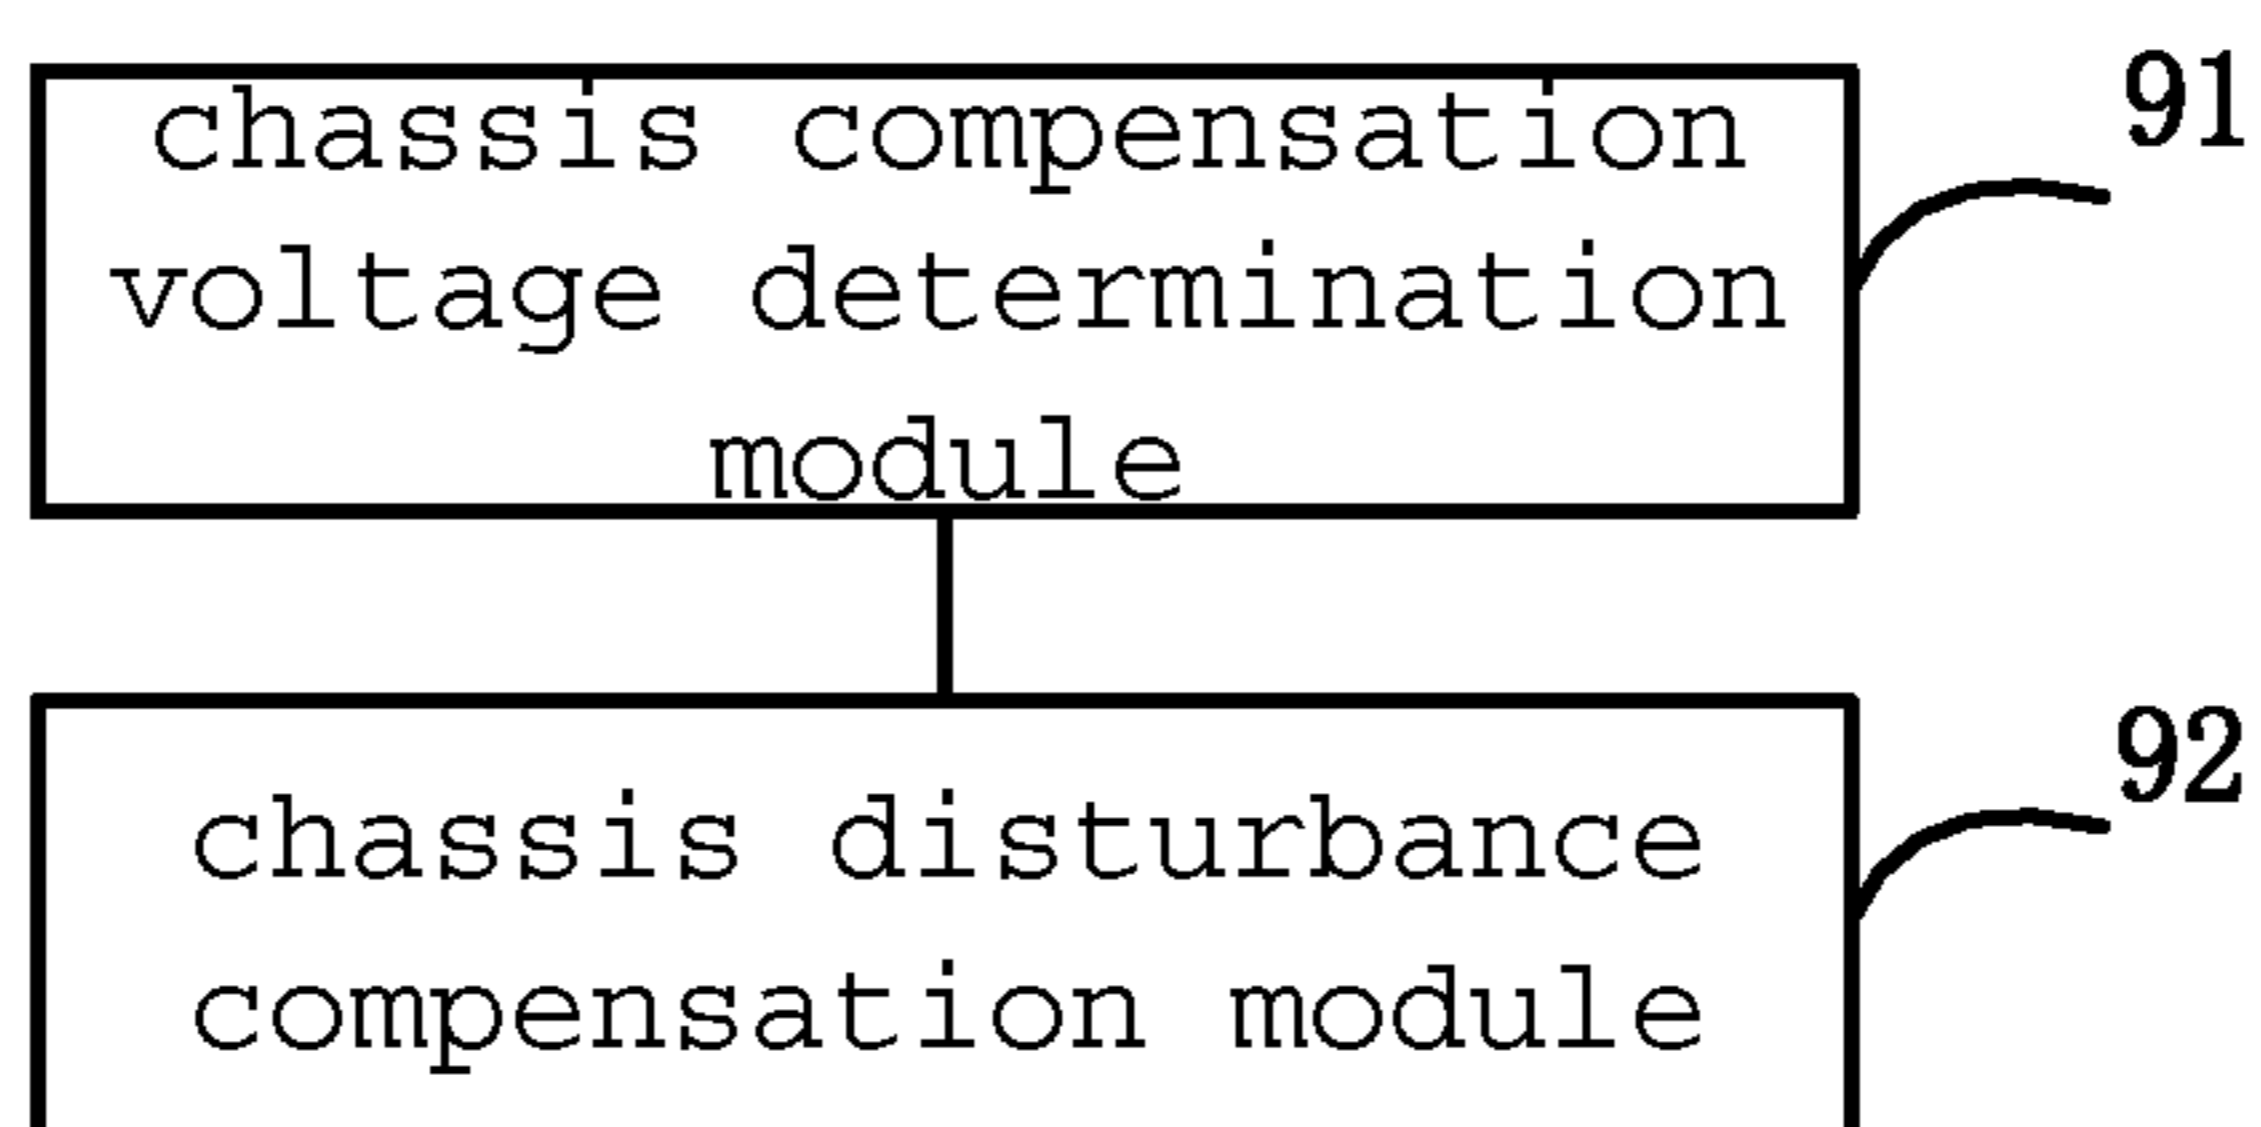 chassis compensation
91
voltage determination
module
92
chassis disturbance
compensation module